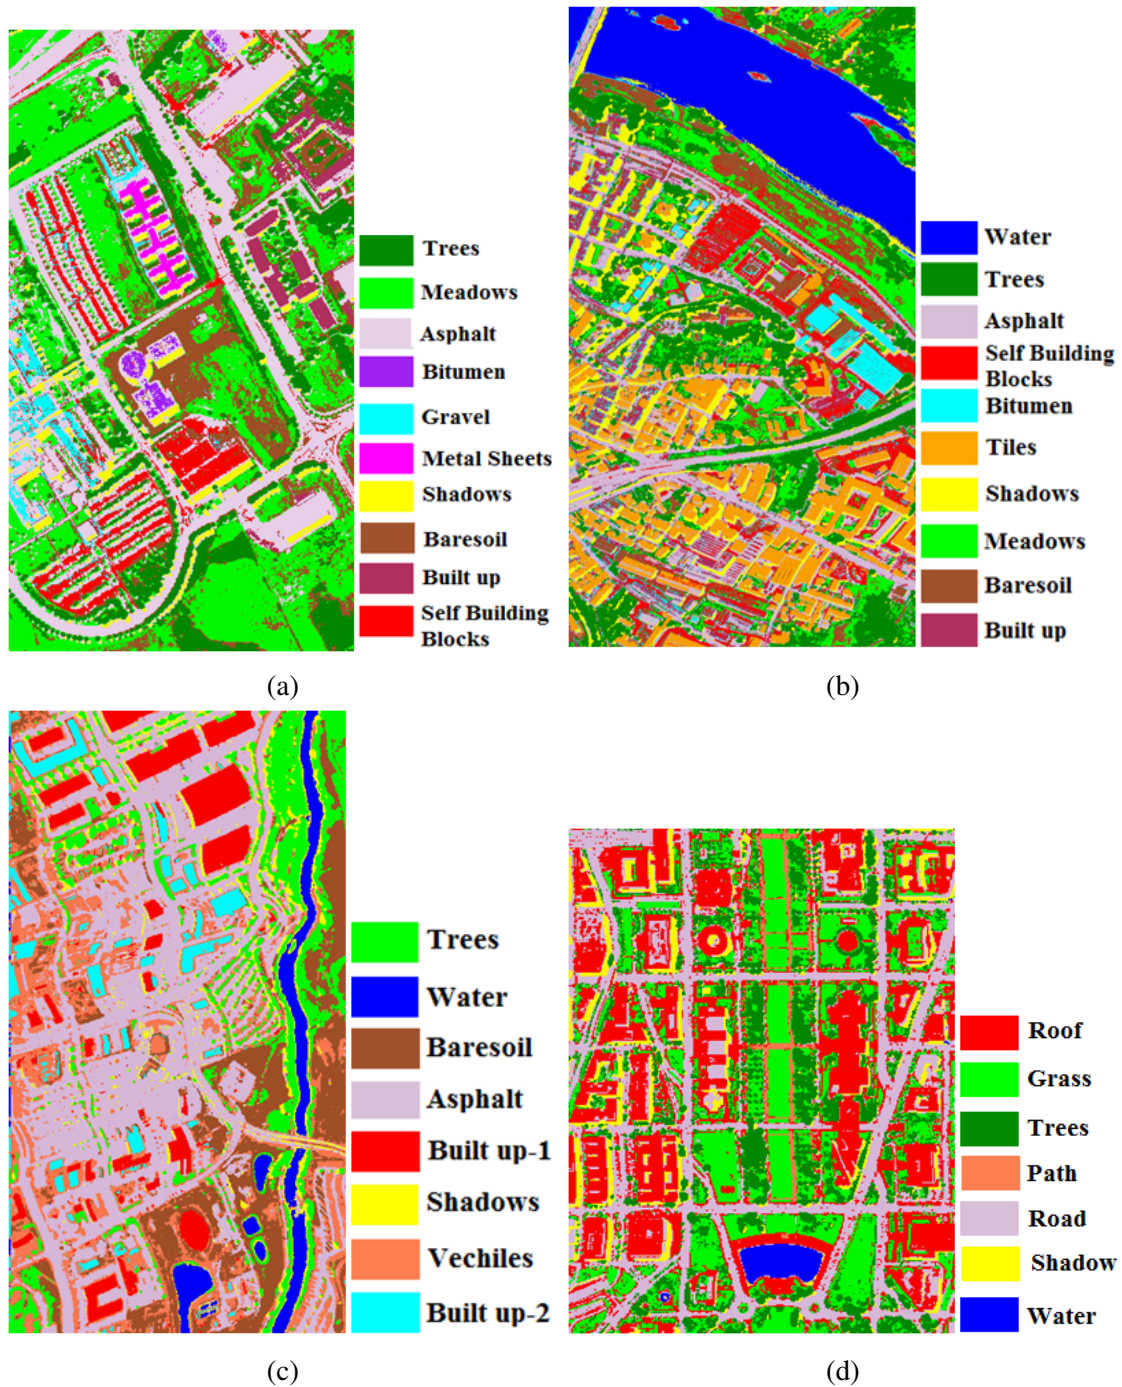 Trees
Meadows
Asphalt
Bitumen
Gravel
Metal Sheets
Shadows
Baresoil
Built up
Self Building
Blocks
(a)
Water
Trees
Asphalt
Self Building
Blocks
Bitumen
Tiles
Shadows
Meadows
Baresoil
Built up
(b)
Trees
Water
Baresoil
Asphalt
Built up-1
Shadows
Vechiles
Built up-2
(c)
Roof
Grass
Trees
Path
Road
Shadow
Water
(d)